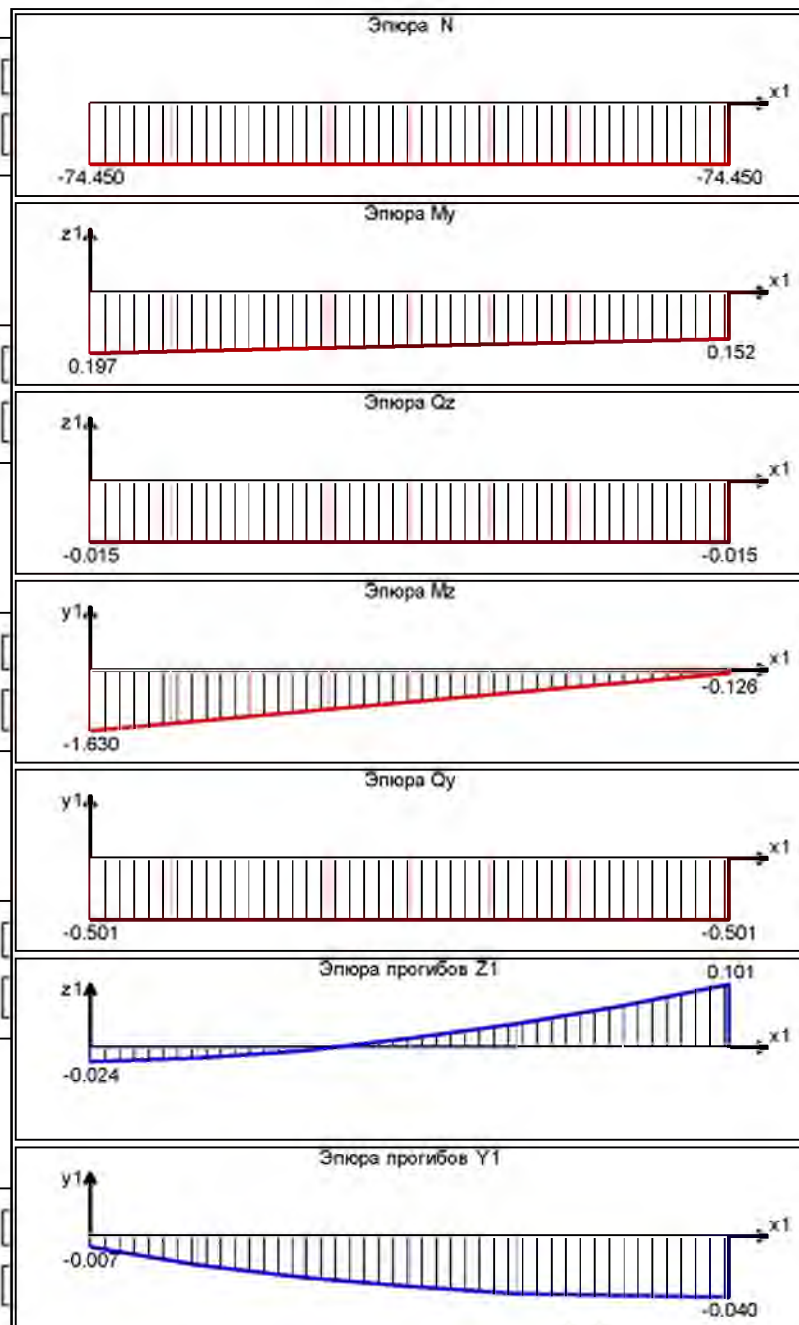 Эпюра N
x1
-74.450 -74.450
Эпюра My
z1
x1
0.197 0.152
Эпюра Qz
z1
x1
-0.015 -0.015
Эпюра Mz
y1
x1
-1.630 -0.126
Эпюра Qy
y1
x1
-0.501 -0.501
Эпюра прогибов Z1
z1 0.101
x1
-0.024
Эпюра прогибов Y1
y1
x1
-0.007
-0.040